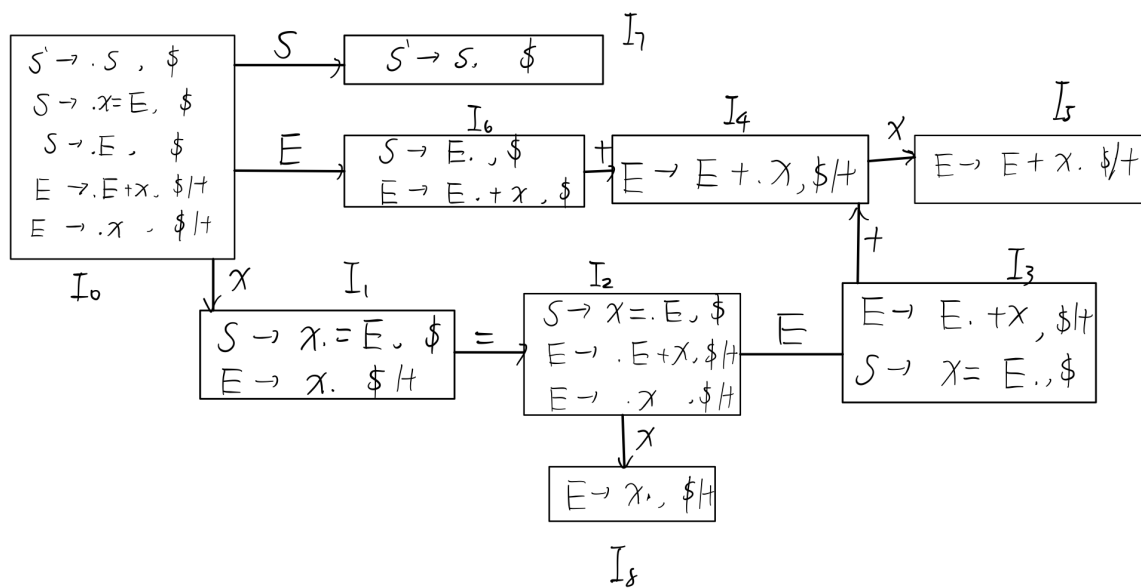 S' → .S , $
S → .x=E, $
S → .E , $
E → .E+x, $/+
E → .x , $/+
I0
S
S' → S. $
I7
E
I6
S → E. , $
E → E. + x , $
+
I4
E → E + . x, $/+
x
I5
E → E + x. $/+
x
I1
S → x. = E, $
E → x. $/+
=
I2
S → x=. E, $
E → . E+x, $/+
E → . x , $/+
E
+
I3
E → E. +x , $/+
S → x= E., $
x
E → x., $/+
I8